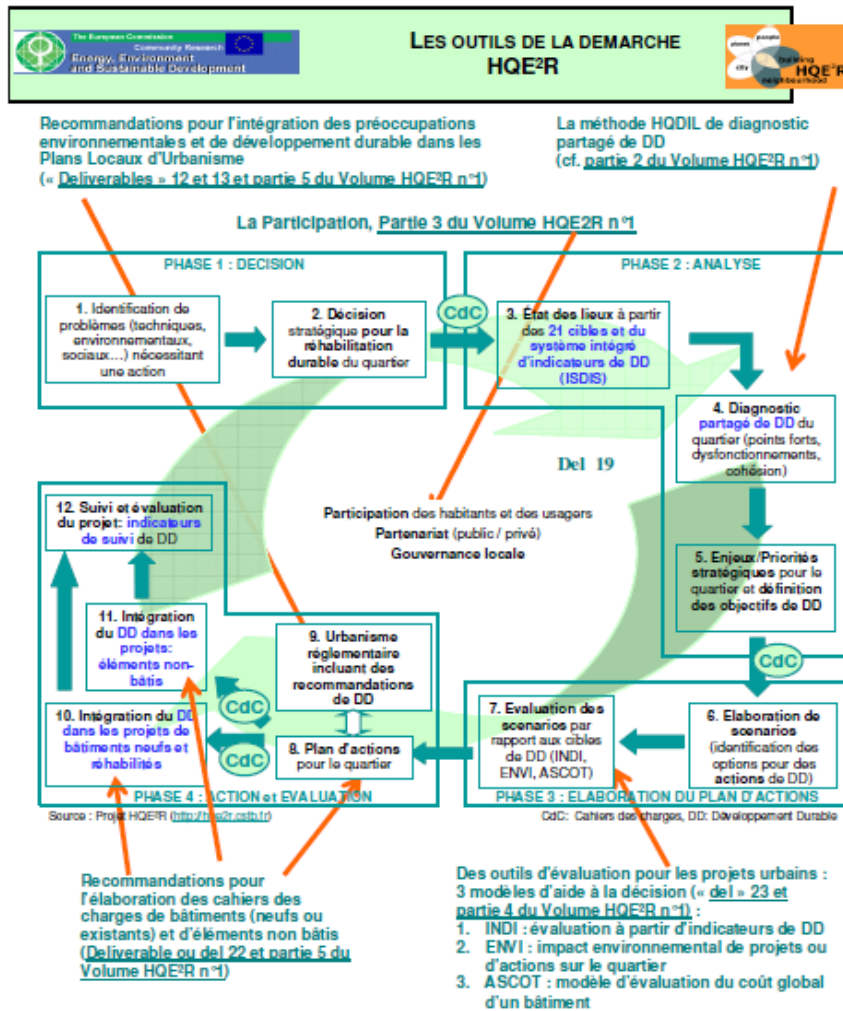 The European Commission
Community Research
Energy, Environment
and Sustainable Development
LES OUTILS DE LA DEMARCHE
HQE²R
planet
people
city
building
HQE²R
neighbourhood
Recommandations pour l'intégration des préoccupations
environnementales et de développement durable dans les
Plans Locaux d'Urbanisme
(« Deliverables » 12 et 13 et partie 5 du Volume HQE²R n°1)
La méthode HQDIL de diagnostic
partagé de DD
(cf. partie 2 du Volume HQE²R n°1)
La Participation, Partie 3 du Volume HQE2R n°1
PHASE 1 : DECISION
1. Identification de
problèmes (techniques,
environnementaux,
sociaux…) nécessitant
une action
2. Décision
stratégique pour la
réhabilitation
durable du quartier
CdC
PHASE 2 : ANALYSE
3. État des lieux à partir
des 21 cibles et du
système intégré
d'indicateurs de DD
(ISDIS)
4. Diagnostic
partagé de DD du
quartier (points forts,
dysfonctionnements,
cohésion)
Del 19
Participation des habitants et des usagers
Partenariat (public / privé)
Gouvernance locale
5. Enjeux/Priorités
stratégiques pour le
quartier et définition
des objectifs de DD
CdC
12. Suivi et évaluation
du projet: indicateurs
de suivi de DD
11. Intégration
du DD dans les
projets:
éléments non-
bâtis
9. Urbanisme
réglementaire
incluant des
recommandations
de DD
CdC
10. Intégration du DD
dans les projets de
bâtiments neufs et
réhabilités
CdC
8. Plan d'actions
pour le quartier
7. Evaluation des
scenarios par
rapport aux cibles
de DD (INDI,
ENVI, ASCOT)
6. Elaboration de
scenarios
(identification des
options pour des
actions de DD)
PHASE 4 : ACTION et EVALUATION
PHASE 3 : ELABORATION DU PLAN D'ACTIONS
Source : Projet HQE²R (http://hqe2r.cstb.fr)
CdC: Cahiers des charges, DD: Développement Durable
Recommandations pour
l'élaboration des cahiers des
charges de bâtiments (neufs ou
existants) et d'éléments non bâtis
(Deliverable ou del 22 et partie 5 du
Volume HQE²R n°1)
Des outils d'évaluation pour les projets urbains :
3 modèles d'aide à la décision (« del » 23 et
partie 4 du Volume HQE²R n°1) :
1. INDI : évaluation à partir d'indicateurs de DD
2. ENVI : impact environnemental de projets ou
d'actions sur le quartier
3. ASCOT : modèle d'évaluation du coût global
d'un bâtiment